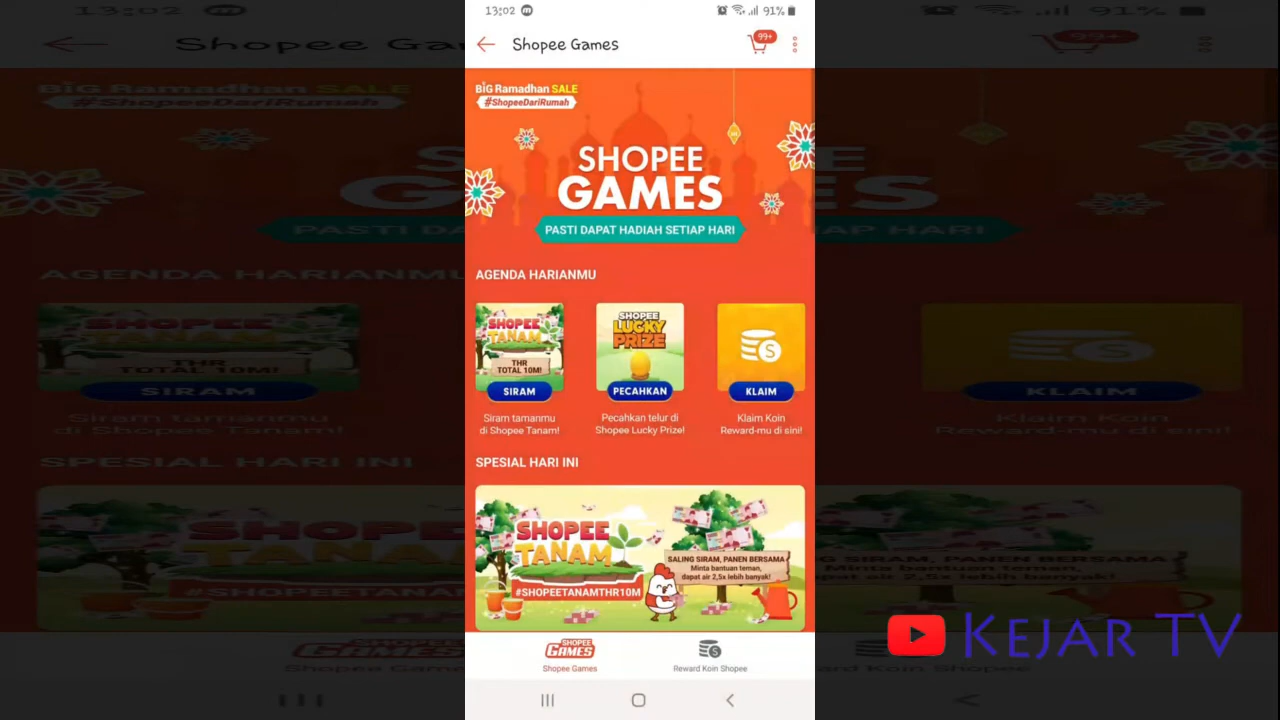 13:02
91%
Shopee Games
99+
BIG Ramadhan SALE
#ShopeeDariRumah
SHOPEE
GAMES
PASTI DAPAT HADIAH SETIAP HARI
AGENDA HARIANMU
SHOPEE
TANAM
THR
TOTAL 10M!
SIRAM
Siram tamanmu
di Shopee Tanam!
SHOPEE
LUCKY
PRIZE
PECAHKAN
Pecahkan telur di
Shopee Lucky Prize!
S
KLAIM
Klaim Koin
Reward-mu di sini!
SPESIAL HARI INI
SHOPEE
TANAM
#SHOPEETANAMTHR10M
SALING SIRAM, PANEN BERSAMA
Minta bantuan teman,
dapat air 2,5x lebih banyak!
SHOPEE
GAMES
Shopee Games
Reward Koin Shopee
KEJAR TV